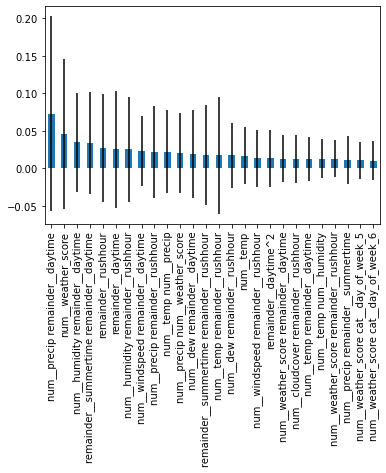 0.20
0.15
0.10
0.05
0.00
−0.05
num__precip remainder__daytime
num__weather_score
num__humidity remainder__daytime
remainder__summertime remainder__daytime
remainder__rushhour
remainder__daytime
num__humidity remainder__rushhour
num__windspeed remainder__daytime
num__precip remainder__rushhour
num__temp num__precip
num__precip num__weather_score
num__dew remainder__daytime
remainder__summertime remainder__rushhour
num__temp remainder__rushhour
num__dew remainder__rushhour
num__temp
num__windspeed remainder__rushhour
remainder__daytime^2
num__weather_score remainder__daytime
num__cloudcover remainder__rushhour
num__temp remainder__daytime
num__temp num__humidity
num__weather_score remainder__rushhour
num__precip remainder__summertime
num__weather_score cat__day_of_week_5
num__weather_score cat__day_of_week_6